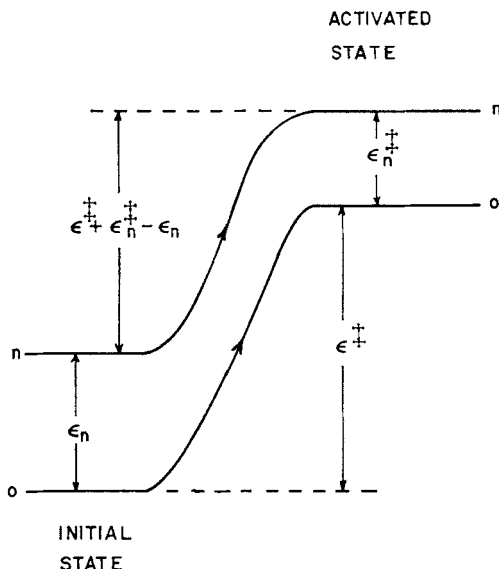 ACTIVATED
STATE
n
ϵₙ‡
o
ϵ‡ + ϵₙ‡ - ϵₙ
n
ϵ‡
ϵₙ
o
INITIAL
STATE